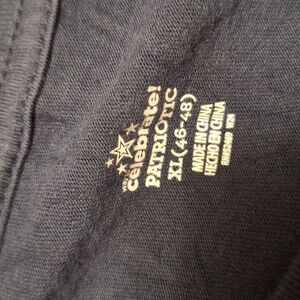 celebrate!
PATRIOTIC
XL(46-48)
MADE IN CHINA
HECHO EN CHINA